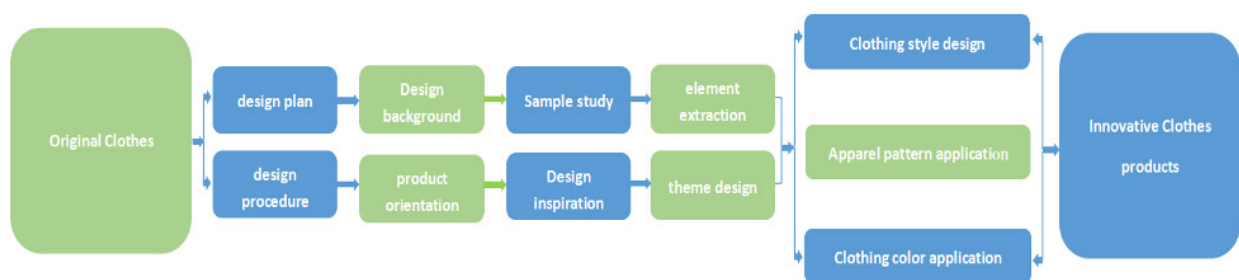 Original Clothes
design plan
Design
background
Sample study
element
extraction
design
procedure
product
orientation
Design
inspiration
theme design
Clothing style design
Apparel pattern application
Clothing color application
Innovative Clothes
products